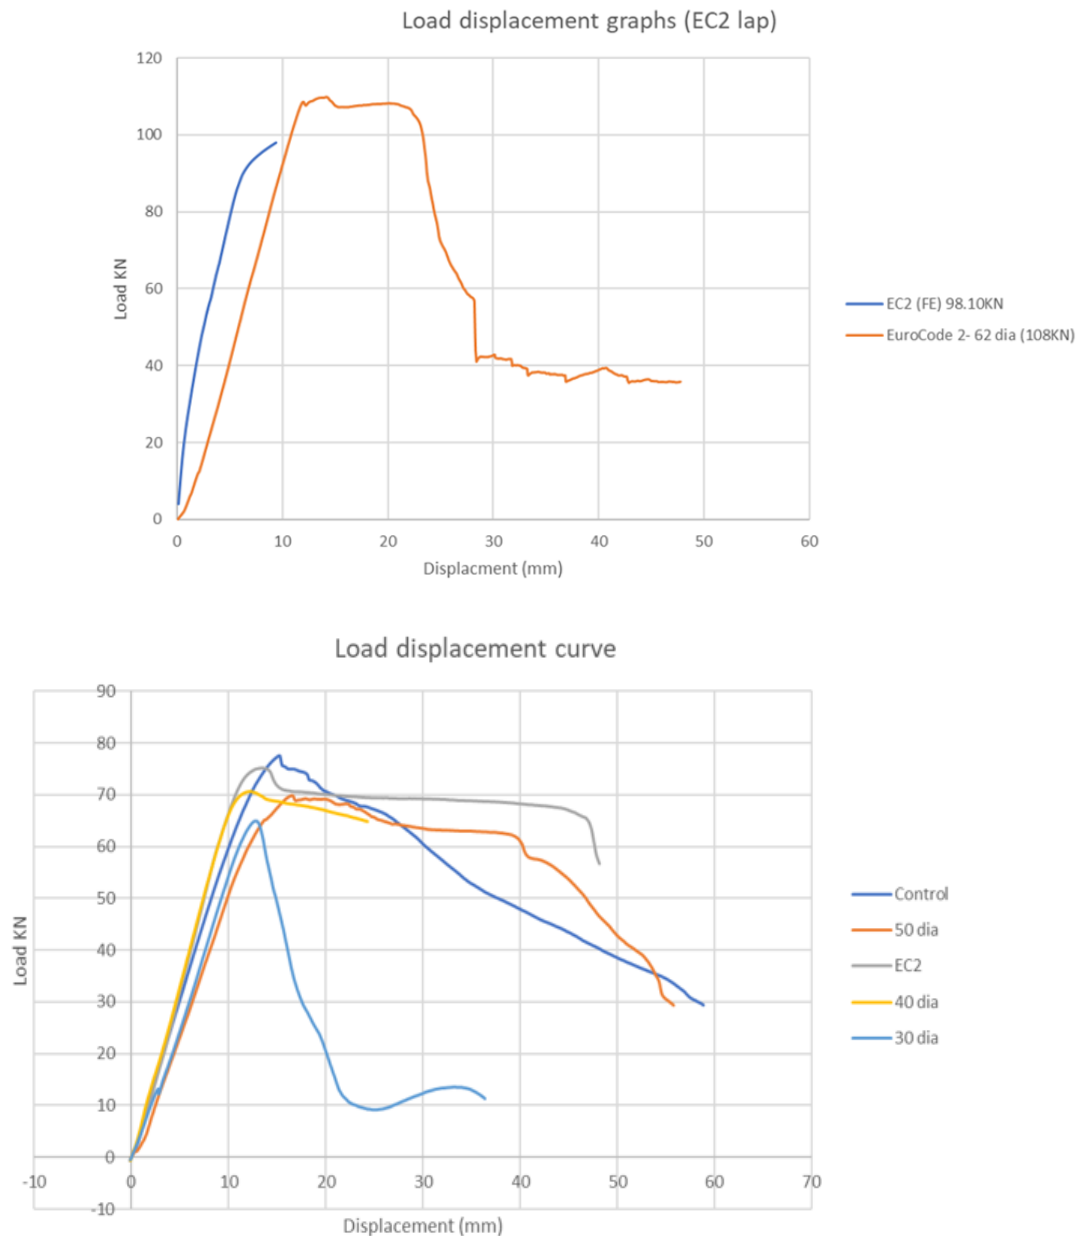 Load displacement graphs (EC2 lap)
120
100
80
60
40
20
0
0 10 20 30 40 50 60
Load KN
Displacment (mm)
EC2 (FE) 98.10KN
EuroCode 2- 62 dia (108KN)
Load displacement curve
90
80
70
60
50
40
30
20
10
0
-10
-10 0 10 20 30 40 50 60 70
Load KN
Displacement (mm)
Control
50 dia
EC2
40 dia
30 dia